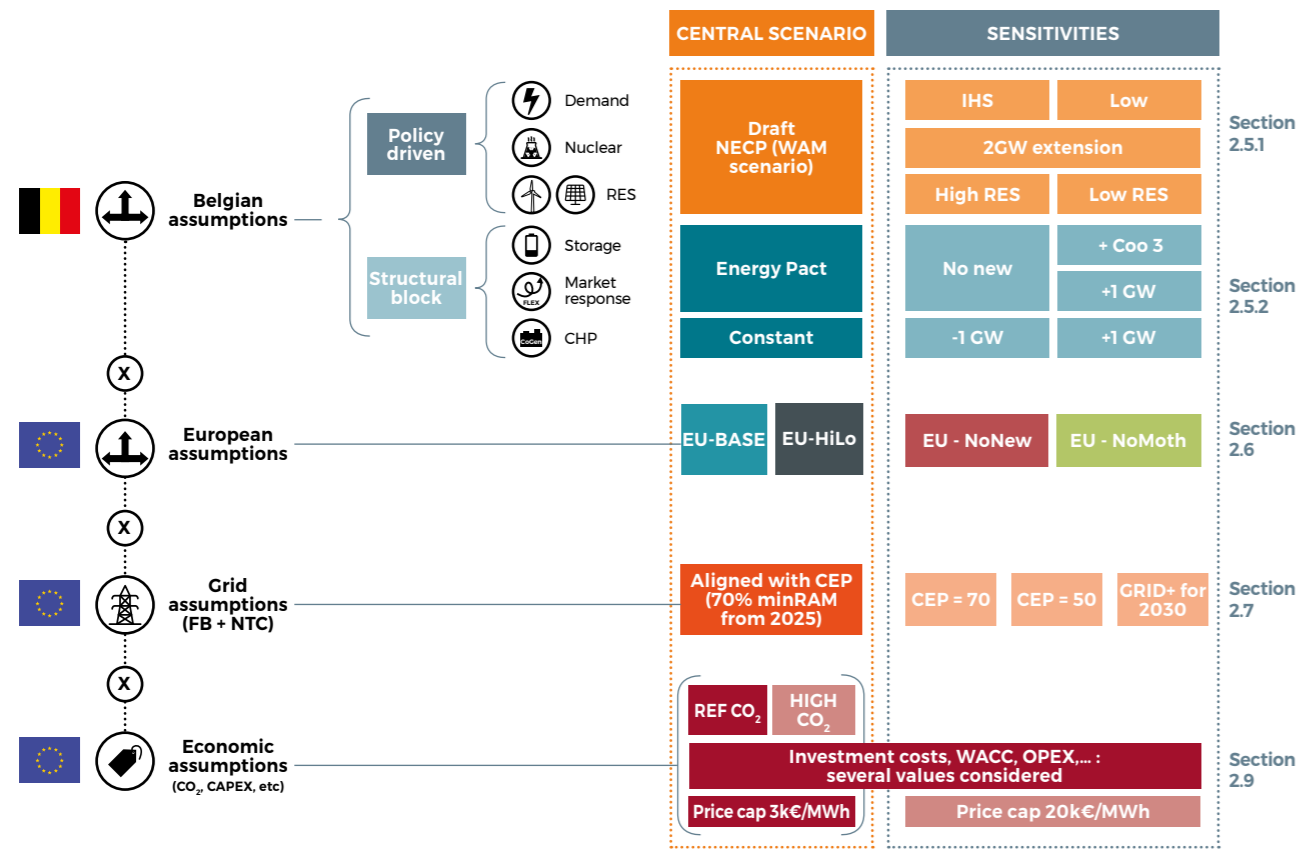 CENTRAL SCENARIO
SENSITIVITIES
Belgian
assumptions
Policy
driven
Demand
Nuclear
RES
Draft
NECP (WAM
scenario)
IHS
Low
2GW extension
High RES
Low RES
Section
2.5.1
Structural
block
Storage
FLEX
Market
response
CoGen
CHP
Energy Pact
No new
+ Coo 3
+1 GW
Constant
-1 GW
+1 GW
Section
2.5.2
X
European
assumptions
EU-BASE
EU-HiLo
EU - NoNew
EU - NoMoth
Section
2.6
X
Grid
assumptions
(FB + NTC)
Aligned with CEP
(70% minRAM
from 2025)
CEP = 70
CEP = 50
GRID+ for
2030
Section
2.7
X
Economic
assumptions
(CO₂, CAPEX, etc)
REF CO₂
HIGH
CO₂
Investment costs, WACC, OPEX,... :
several values considered
Price cap 3k€/MWh
Price cap 20k€/MWh
Section
2.9